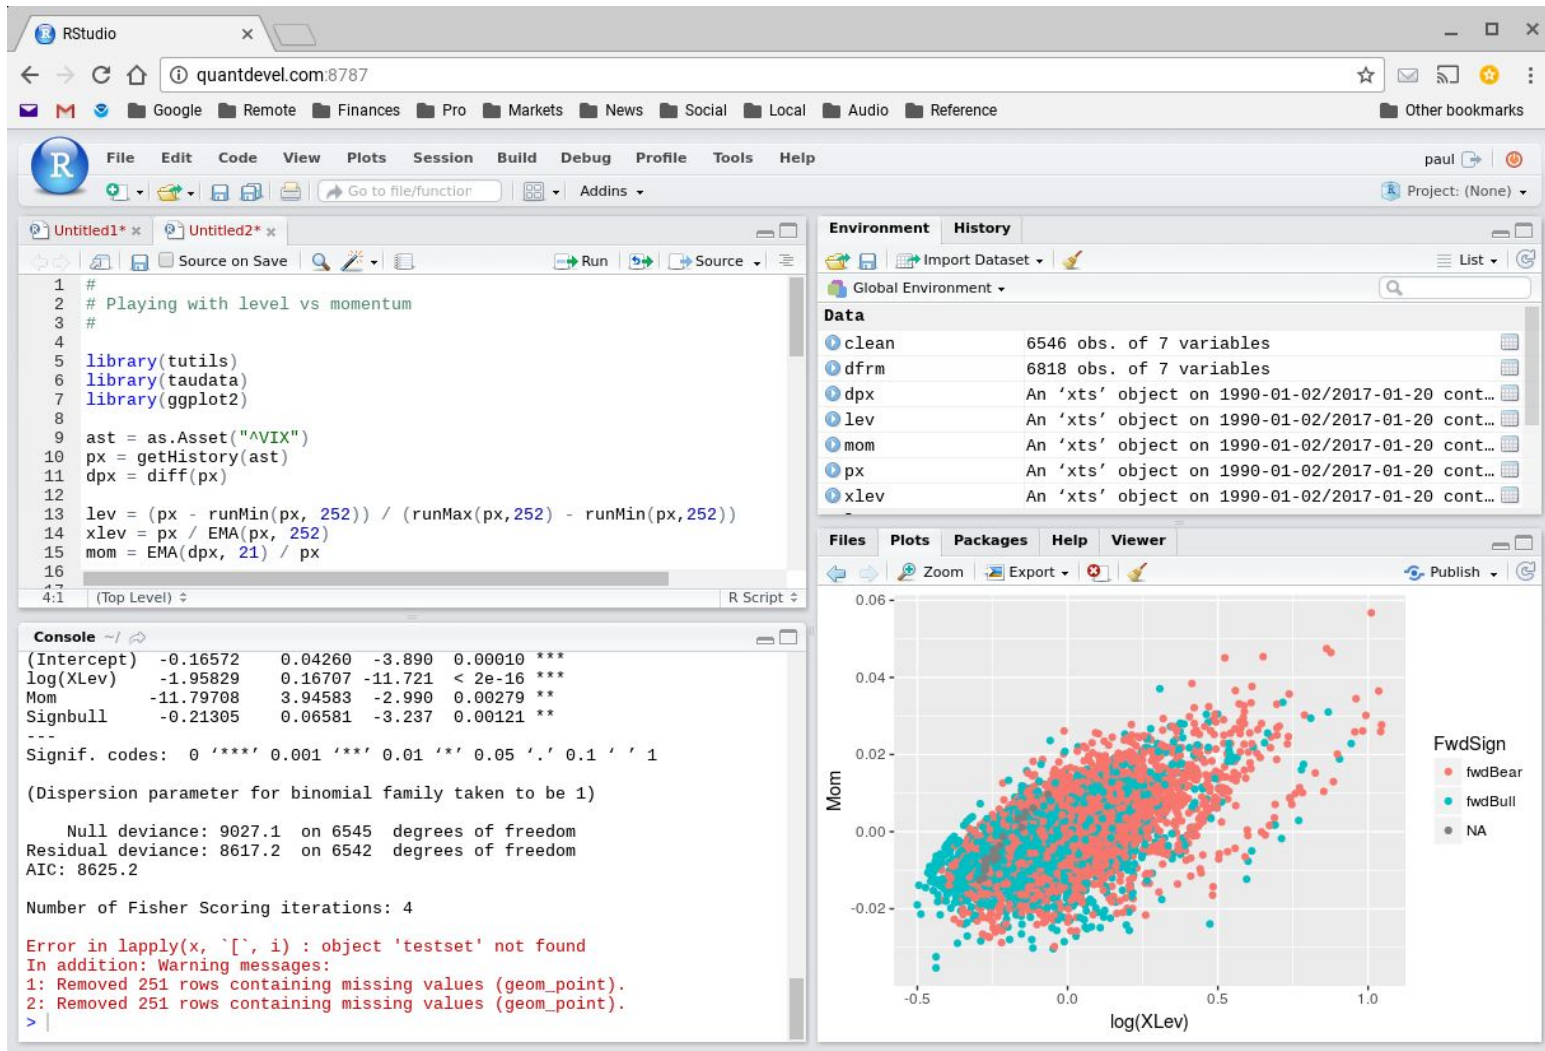 RStudio
quantdevel.com:8787
Google Remote Finances Pro Markets News Social Local Audio Reference Other bookmarks
R File Edit Code View Plots Session Build Debug Profile Tools Help paul
Go to file/function Addins Project: (None)
Untitled1* Untitled2*
Source on Save Run Source
1 #
2 # Playing with level vs momentum
3 #
4
5 library(tutils)
6 library(taudata)
7 library(ggplot2)
8
9 ast = as.Asset("^VIX")
10 px = getHistory(ast)
11 dpx = diff(px)
12
13 lev = (px - runMin(px, 252)) / (runMax(px,252) - runMin(px,252))
14 xlev = px / EMA(px, 252)
15 mom = EMA(dpx, 21) / px
16
17
4:1 (Top Level) R Script
Console ~/
(Intercept) -0.16572 0.04260 -3.890 0.00010 ***
log(XLev) -1.95829 0.16707 -11.721 < 2e-16 ***
Mom -11.79708 3.94583 -2.990 0.00279 **
Signbull -0.21305 0.06581 -3.237 0.00121 **
---
Signif. codes: 0 ‘***’ 0.001 ‘**’ 0.01 ‘*’ 0.05 ‘.’ 0.1 ‘ ’ 1
(Dispersion parameter for binomial family taken to be 1)
Null deviance: 9027.1 on 6545 degrees of freedom
Residual deviance: 8617.2 on 6542 degrees of freedom
AIC: 8625.2
Number of Fisher Scoring iterations: 4
Error in lapply(x, `[`, i) : object 'testset' not found
In addition: Warning messages:
1: Removed 251 rows containing missing values (geom_point).
2: Removed 251 rows containing missing values (geom_point).
>
Environment History
Import Dataset List
Global Environment
Data
clean 6546 obs. of 7 variables
dfrm 6818 obs. of 7 variables
dpx An ‘xts’ object on 1990-01-02/2017-01-20 cont…
lev An ‘xts’ object on 1990-01-02/2017-01-20 cont…
mom An ‘xts’ object on 1990-01-02/2017-01-20 cont…
px An ‘xts’ object on 1990-01-02/2017-01-20 cont…
xlev An ‘xts’ object on 1990-01-02/2017-01-20 cont…
Files Plots Packages Help Viewer
Zoom Export Publish
0.06
0.04
0.02
0.00
-0.02
Mom
-0.5 0.0 0.5 1.0
log(XLev)
FwdSign
fwdBear
fwdBull
NA